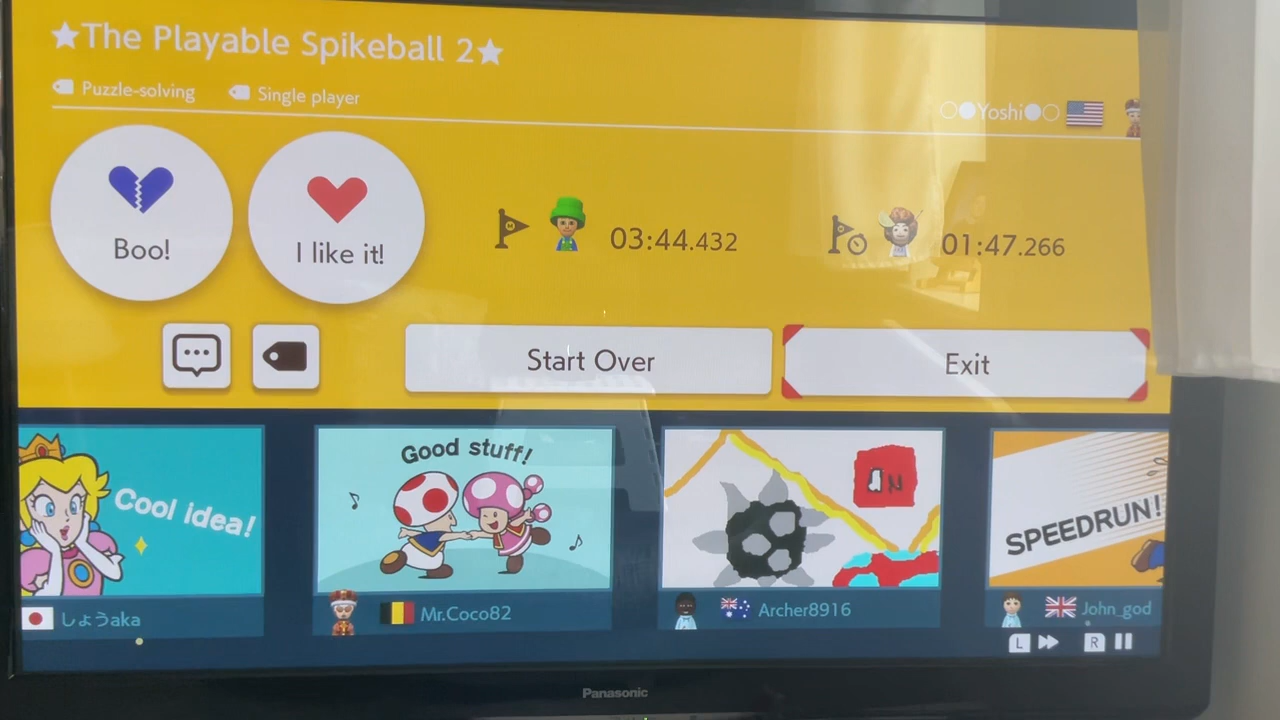 ★The Playable Spikeball 2★
Puzzle-solving
Single player
○●Yoshi●○
Boo!
I like it!
03:44.432
01:47.266
Start Over
Exit
Cool idea!
Good stuff!
SPEEDRUN!
しょうaka
Mr.Coco82
Archer8916
John_god
L
R
Panasonic